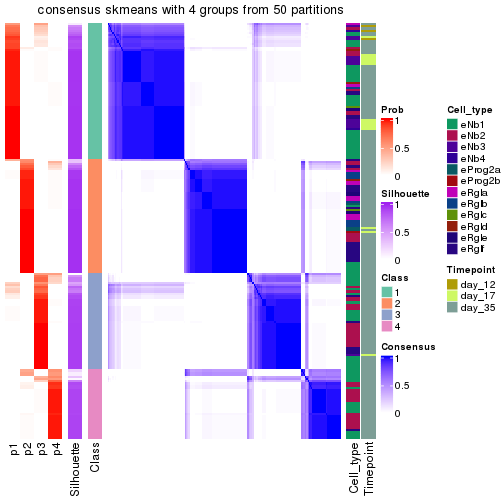 consensus skmeans with 4 groups from 50 partitions
p1
p2
p3
p4
Silhouette
Class
Cell_type
Timepoint
Prob
1
0.5
0
Silhouette
1
0.5
0
Class
1
2
3
4
Consensus
1
0.5
0
Cell_type
eNb1
eNb2
eNb3
eNb4
eProg2a
eProg2b
eRgla
eRglb
eRglc
eRgld
eRgle
eRglf
Timepoint
day_12
day_17
day_35